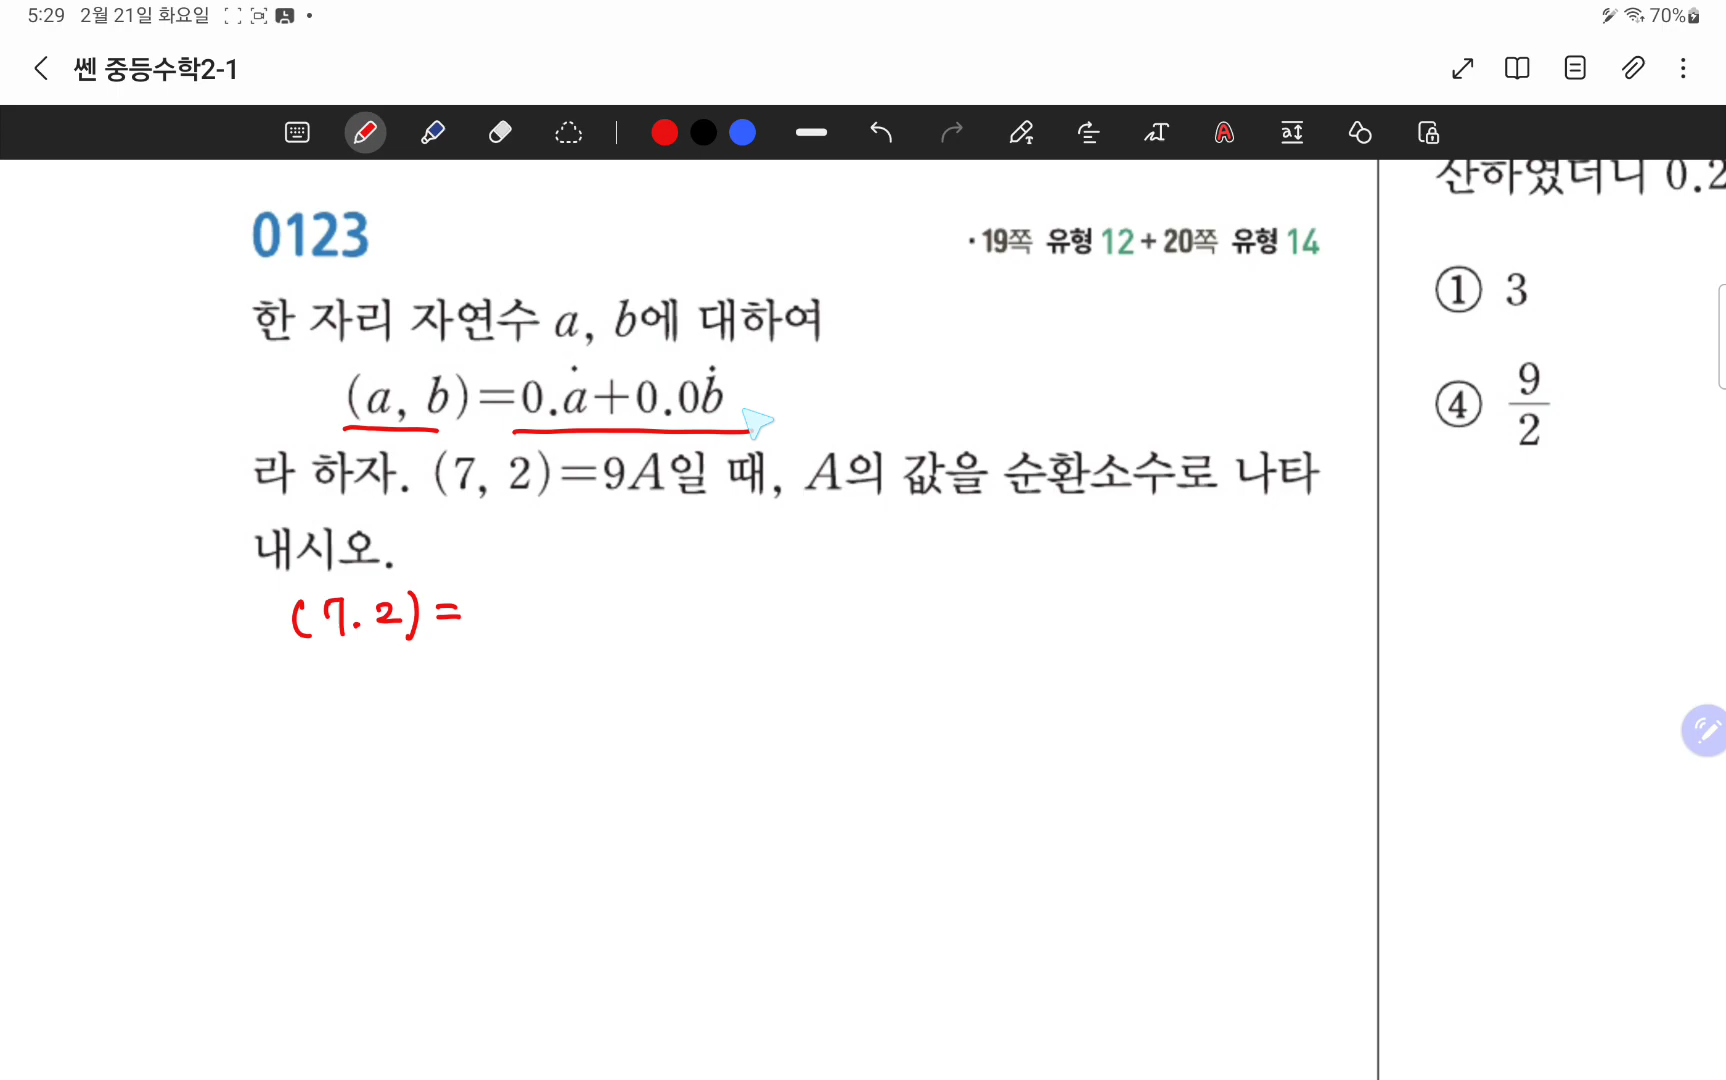 5:29 2월 21일 화요일
70%
쎈 중등수학2-1
0123
· 19쪽 유형 12 + 20쪽 유형 14
한 자리 자연수 a, b에 대하여
(a, b)=0.ȧ+0.0ḃ
라 하자. (7, 2)=9A일 때, A의 값을 순환소수로 나타
내시오.
(7.2)=
산하였더니 0.2
① 3
④ 9/2